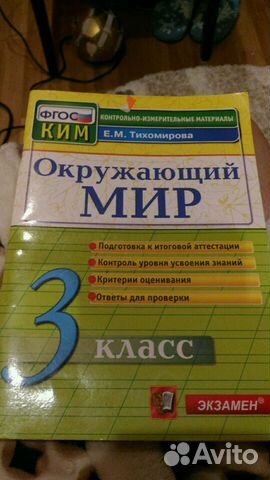 ФГОС
КИМ
КОНТРОЛЬНО-ИЗМЕРИТЕЛЬНЫЕ МАТЕРИАЛЫ
Е.М. Тихомирова
Окружающий
МИР
Подготовка к итоговой аттестации
Контроль уровня усвоения знаний
Критерии оценивания
Ответы для проверки
3
класс
ЭКЗАМЕН®
Avito